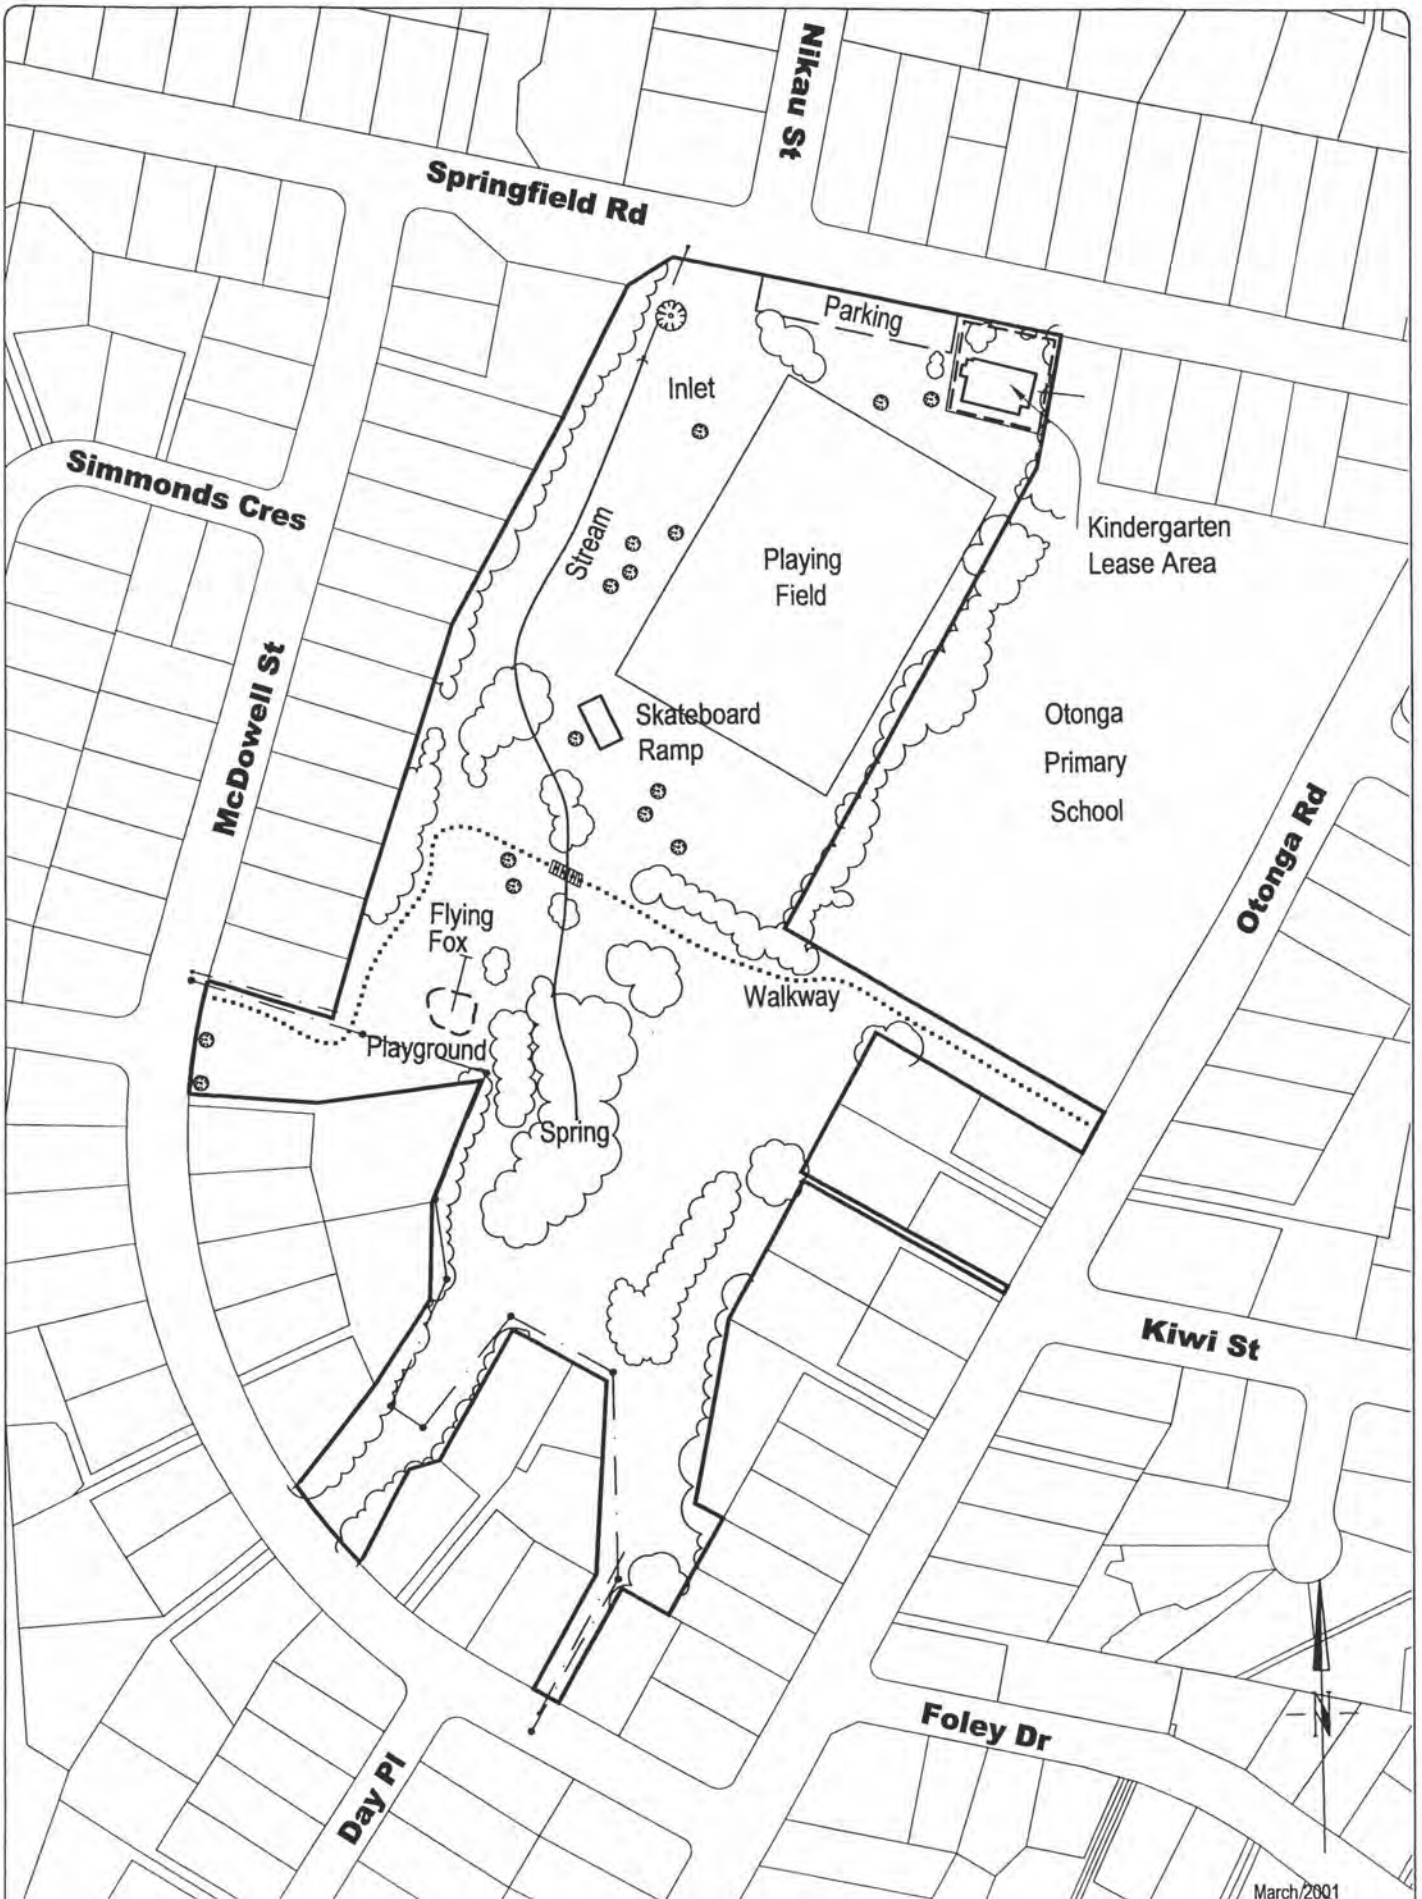 Nikau St
Springfield Rd
Parking
Inlet
Simmonds Cres
Stream
Kindergarten
Lease Area
Playing
Field
McDowell St
Skateboard
Ramp
Otonga
Primary
School
Otonga Rd
Flying
Fox
Walkway
Playground
Spring
Kiwi St
N
Foley Dr
Day Pl
March/2001